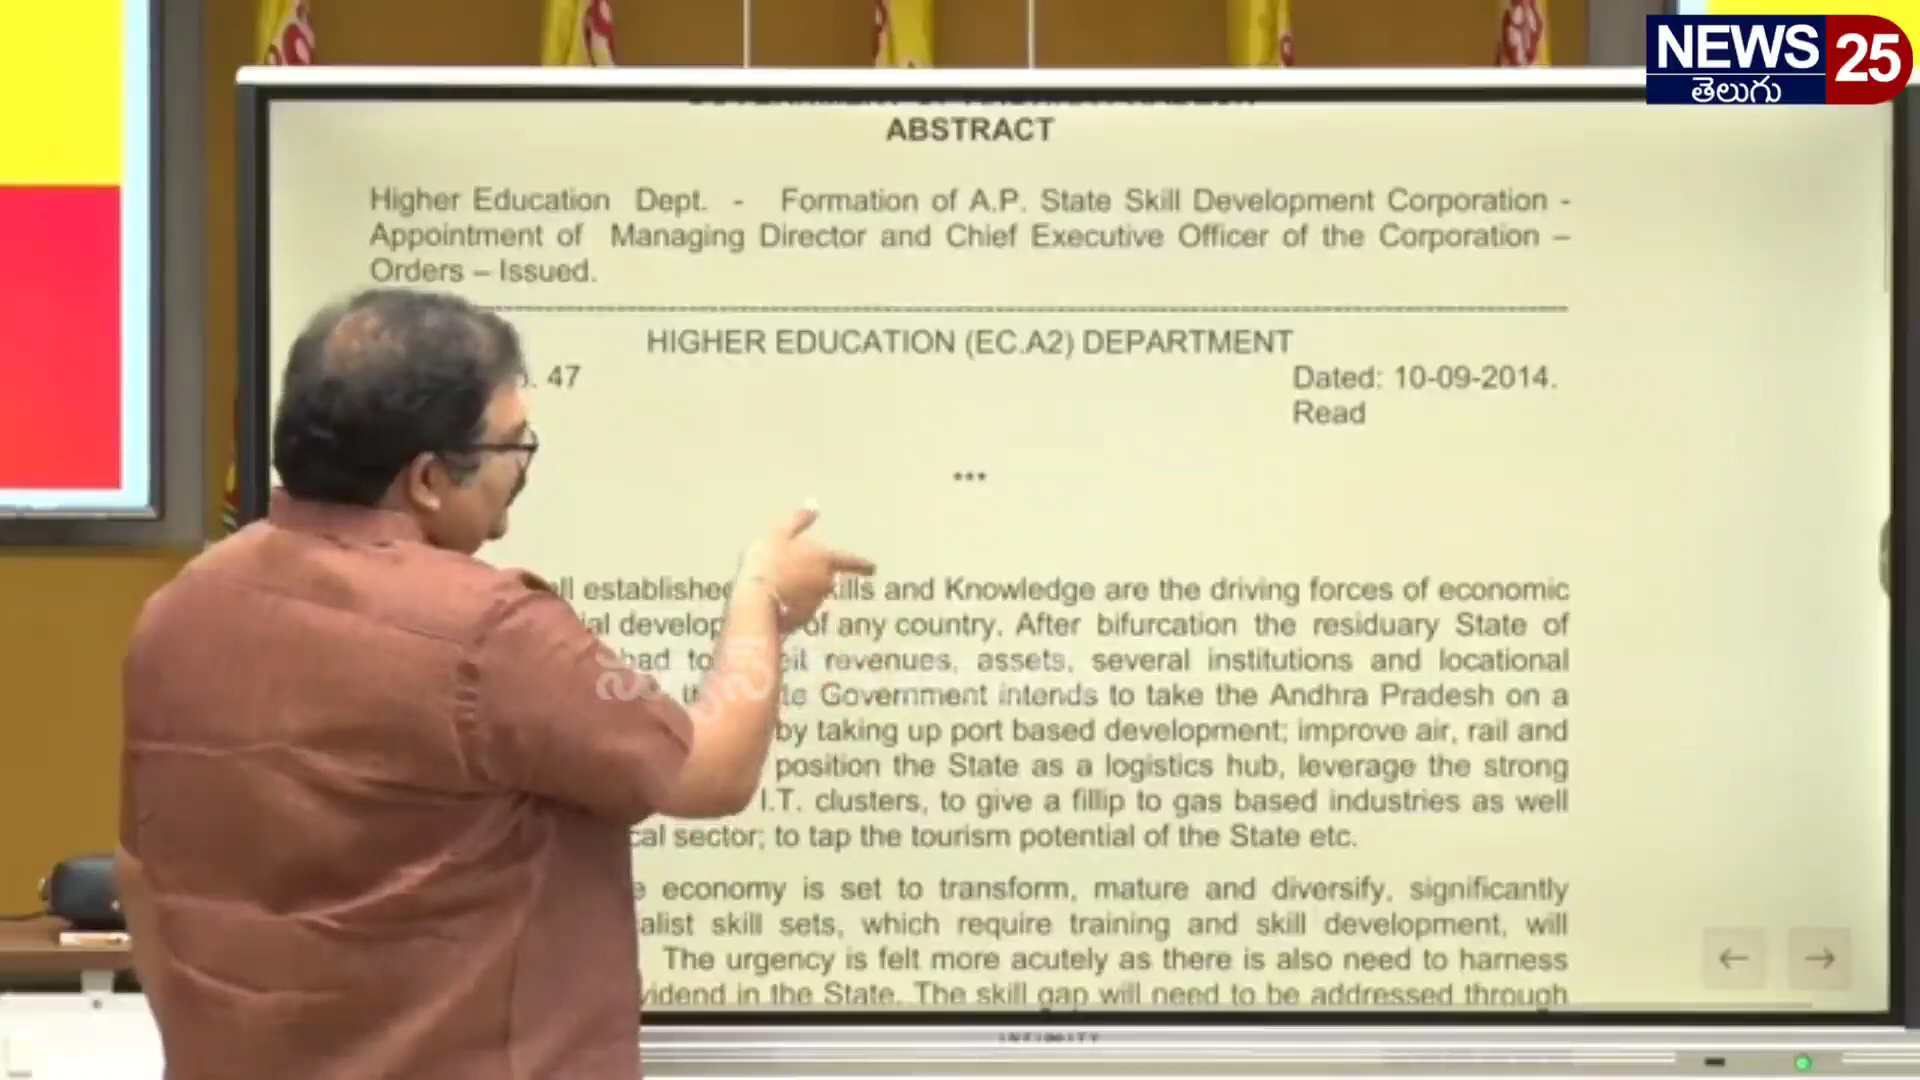 NEWS 25
తెలుగు
ABSTRACT
Higher Education Dept. - Formation of A.P. State Skill Development Corporation -
Appointment of Managing Director and Chief Executive Officer of the Corporation –
Orders – Issued.
HIGHER EDUCATION (EC.A2) DEPARTMENT
47
Dated: 10-09-2014.
Read
***
established and Knowledge are the driving forces of economic
of any country. After bifurcation the residuary State of
had to revenues, assets, several institutions and locational
Government intends to take the Andhra Pradesh on a
by taking up port based development; improve air, rail and
position the State as a logistics hub, leverage the strong
I.T. clusters, to give a fillip to gas based industries as well
sector; to tap the tourism potential of the State etc.
economy is set to transform, mature and diversify, significantly
skill sets, which require training and skill development, will
The urgency is felt more acutely as there is also need to harness
in the State. The skill gap will need to be addressed through
INFINITY